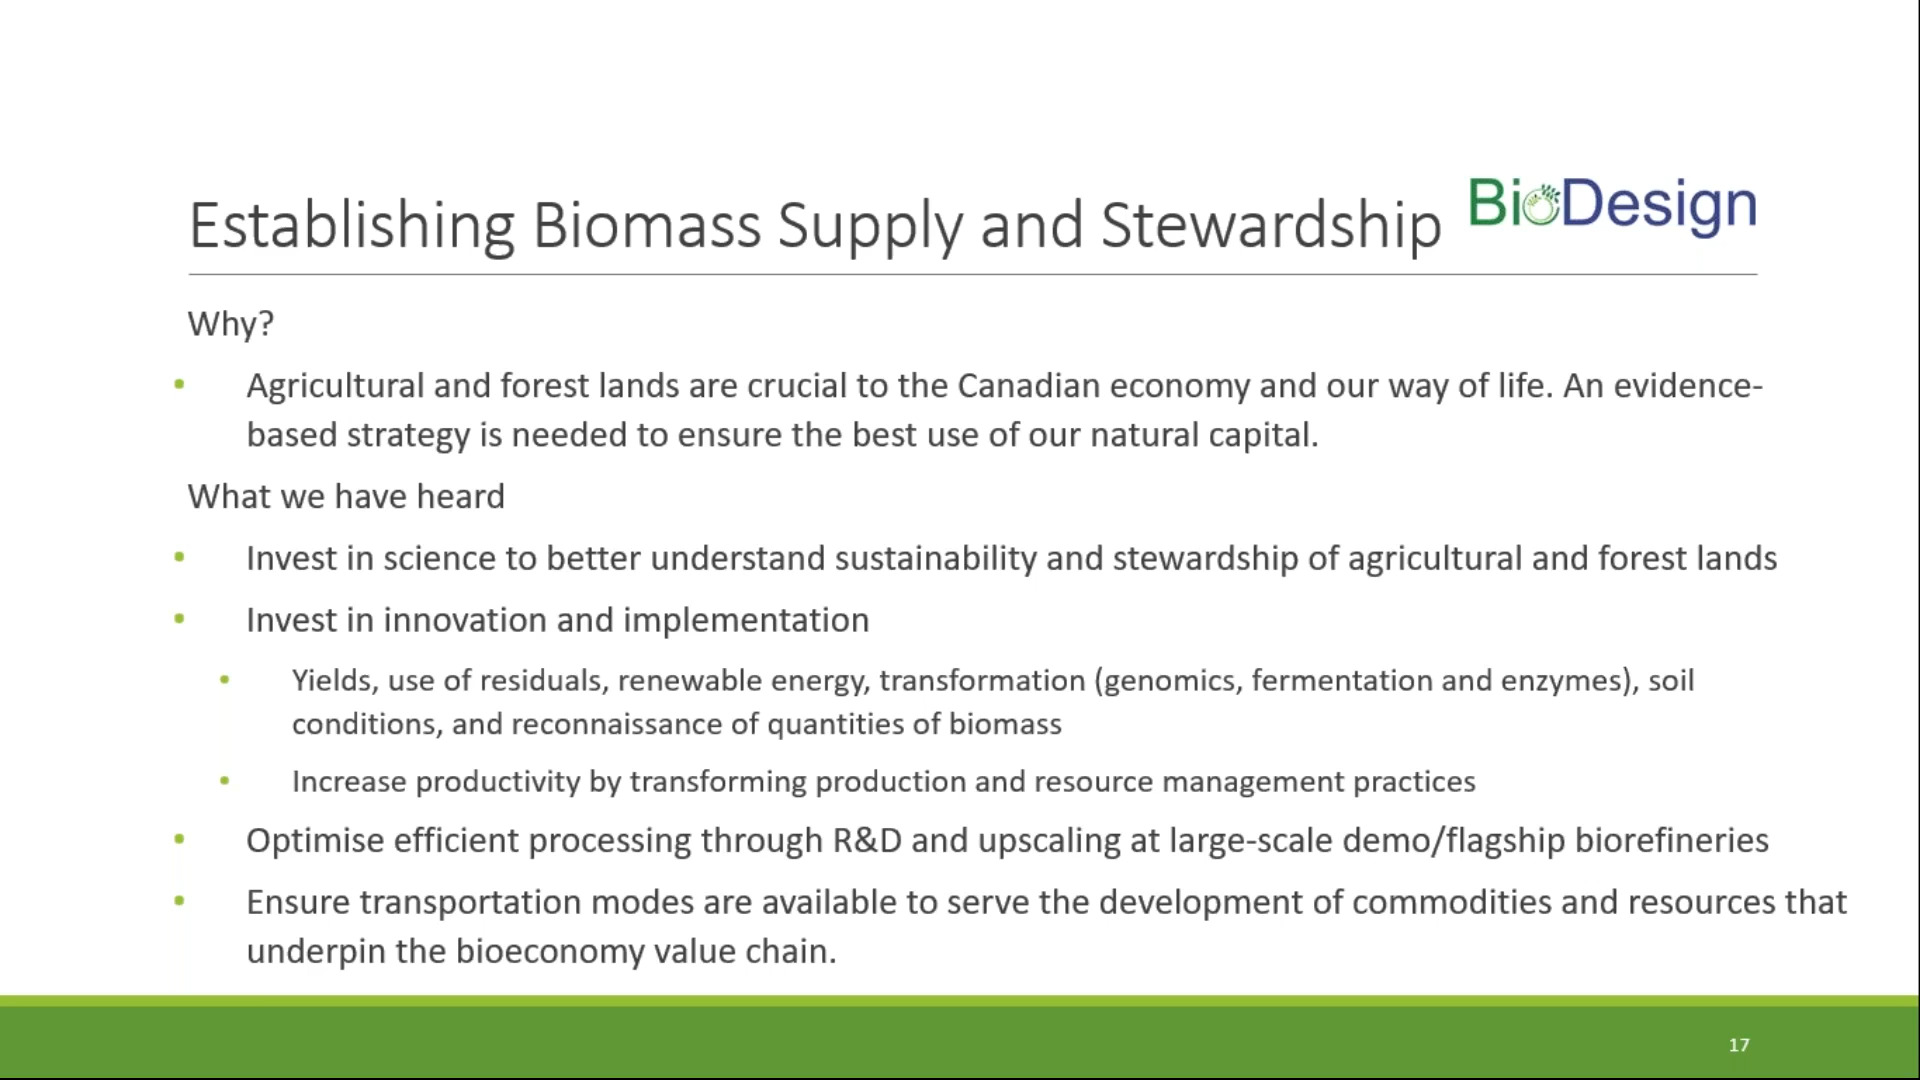 Establishing Biomass Supply and Stewardship
BioDesign
Why?
• Agricultural and forest lands are crucial to the Canadian economy and our way of life. An evidence-
based strategy is needed to ensure the best use of our natural capital.
What we have heard
• Invest in science to better understand sustainability and stewardship of agricultural and forest lands
• Invest in innovation and implementation
• Yields, use of residuals, renewable energy, transformation (genomics, fermentation and enzymes), soil
conditions, and reconnaissance of quantities of biomass
• Increase productivity by transforming production and resource management practices
• Optimise efficient processing through R&D and upscaling at large-scale demo/flagship biorefineries
• Ensure transportation modes are available to serve the development of commodities and resources that
underpin the bioeconomy value chain.
17